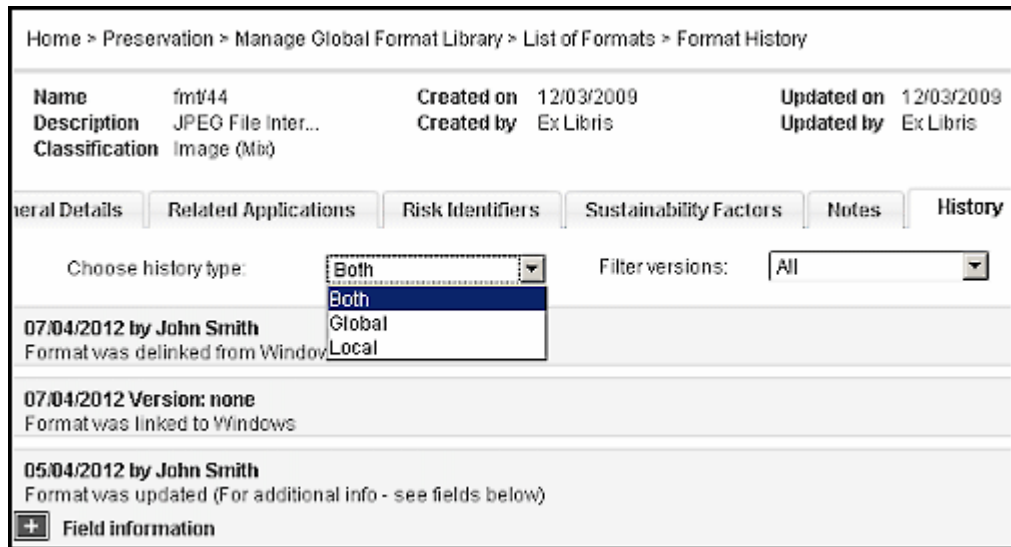 Home > Preservation > Manage Global Format Library > List of Formats > Format History
Name fmt/44 Created on 12/03/2009 Updated on 12/03/2009
Description JPEG File Inter... Created by Ex Libris Updated by Ex Libris
Classification Image (Mix)
neral Details Related Applications Risk Identifiers Sustainability Factors Notes History
Choose history type: Both Filter versions: All
Both
Global
Local
07/04/2012 by John Smith
Format was delinked from Window
07/04/2012 Version: none
Format was linked to Windows
05/04/2012 by John Smith
Format was updated (For additional info - see fields below)
+ Field information